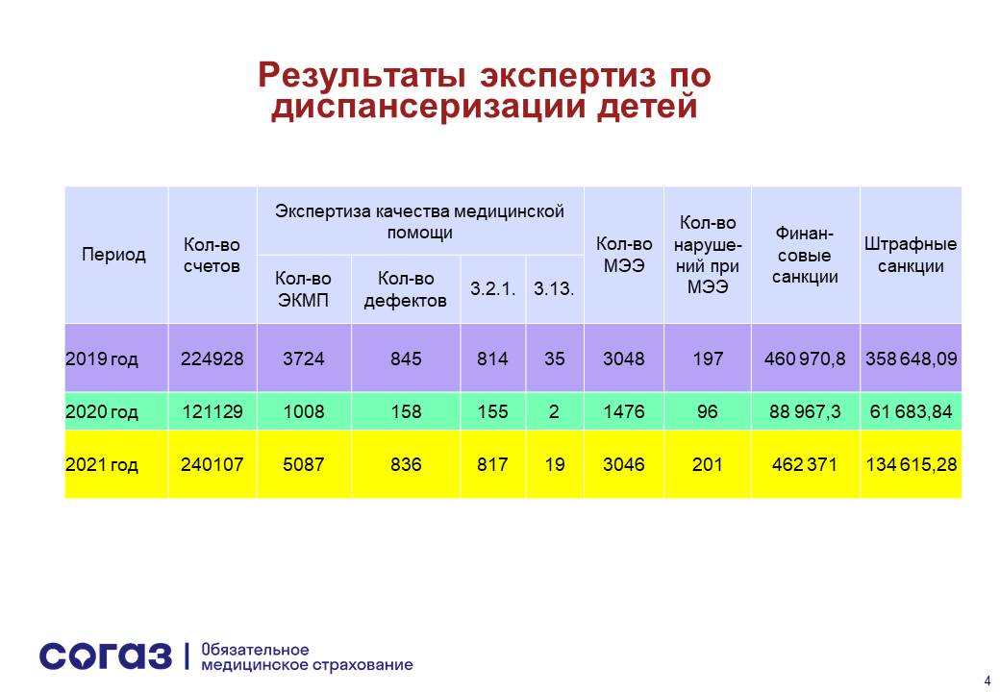 Результаты экспертиз по
диспансеризации детей
Период
Кол-во
счетов
Экспертиза качества медицинской
помощи
Кол-во
ЭКМП
Кол-во
дефектов
3.2.1.
3.13.
Кол-во
МЭЭ
Кол-во
наруше-
ний при
МЭЭ
Финан-
совые
санкции
Штрафные
санкции
2019 год 224928 3724 845 814 35 3048 197 460 970,8 358 648,09
2020 год 121129 1008 158 155 2 1476 96 88 967,3 61 683,84
2021 год 240107 5087 836 817 19 3046 201 462 371 134 615,28
согаз
Обязательное
медицинское страхование
4